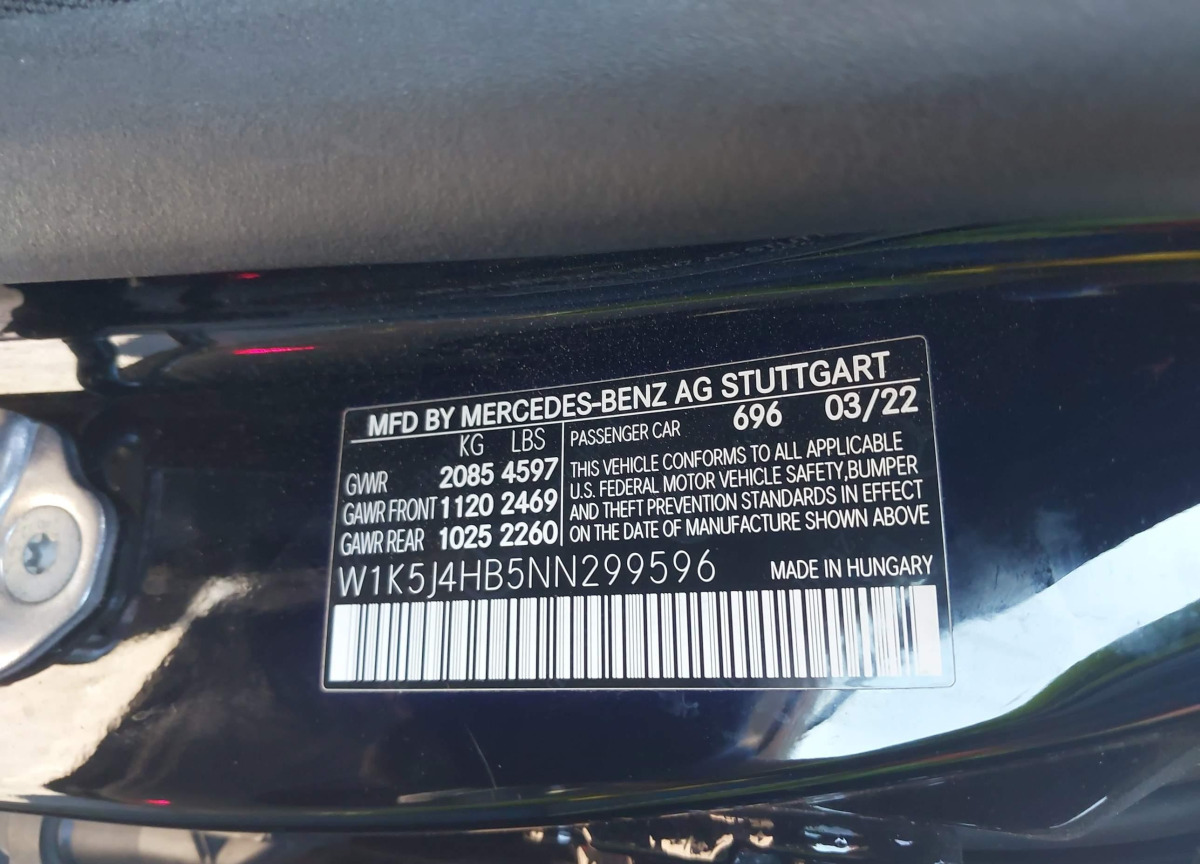 MFD BY MERCEDES-BENZ AG STUTTGART
KG LBS
GVWR 2085 4597
GAWR FRONT 1120 2469
GAWR REAR 1025 2260
PASSENGER CAR 696 03/22
THIS VEHICLE CONFORMS TO ALL APPLICABLE
U.S. FEDERAL MOTOR VEHICLE SAFETY,BUMPER
AND THEFT PREVENTION STANDARDS IN EFFECT
ON THE DATE OF MANUFACTURE SHOWN ABOVE
W1K5J4HB5NN299596 MADE IN HUNGARY